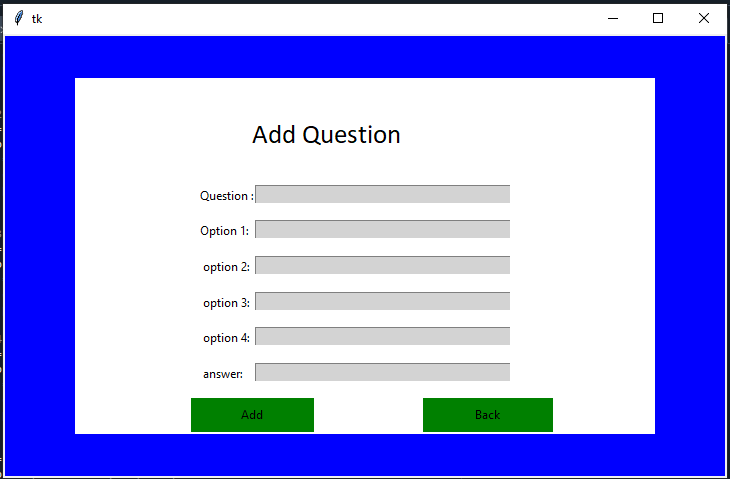 tk
Add Question
Question :
Option 1:
option 2:
option 3:
option 4:
answer:
Add Back